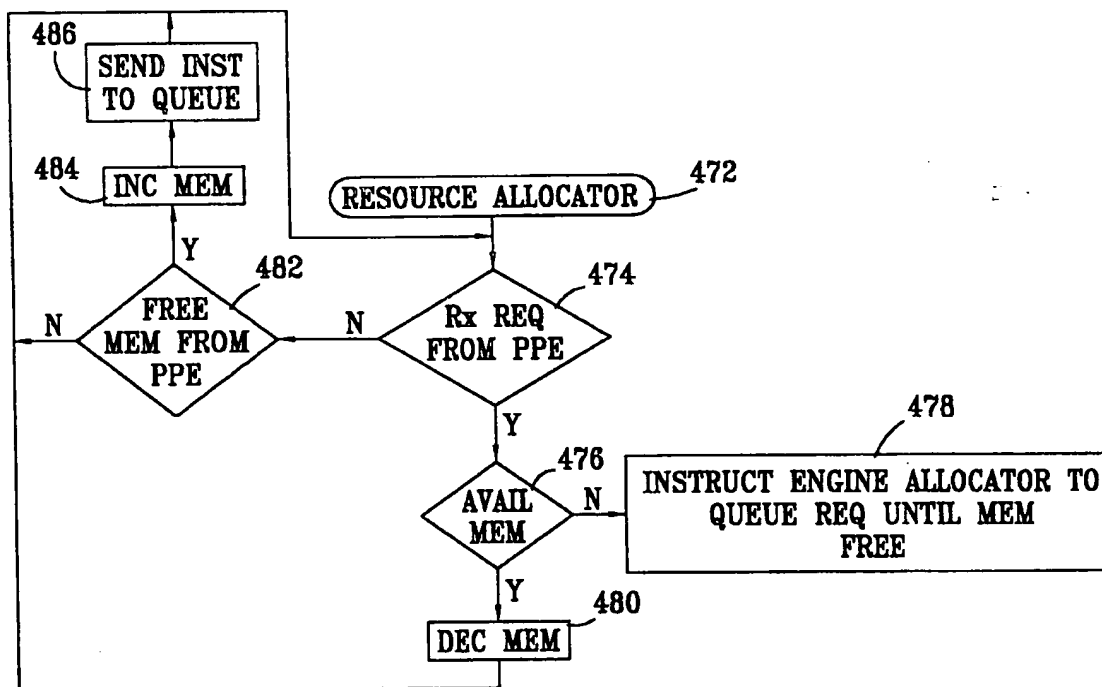 486
SEND INST
TO QUEUE
484
INC MEM
RESOURCE ALLOCATOR
472
Y
482
474
FREE
MEM FROM
PPE
N
N
Rx REQ
FROM PPE
Y
478
476
AVAIL
MEM
N
INSTRUCT ENGINE ALLOCATOR TO
QUEUE REQ UNTIL MEM
FREE
Y
480
DEC MEM